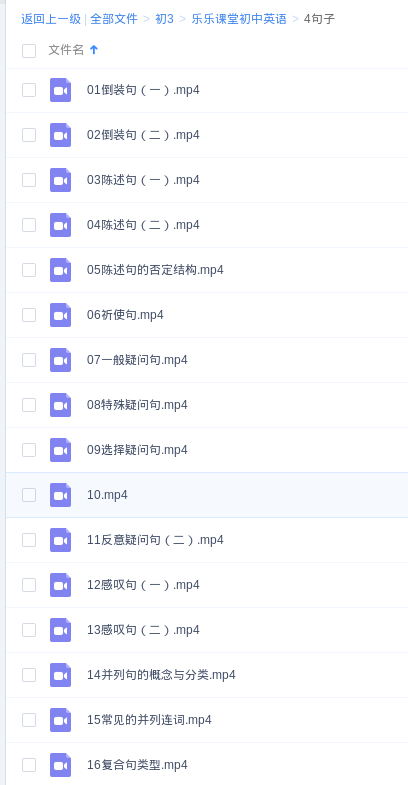 返回上一级 | 全部文件 > 初3 > 乐乐课堂初中英语 > 4句子
文件名
01倒装句（一）.mp4
02倒装句（二）.mp4
03陈述句（一）.mp4
04陈述句（二）.mp4
05陈述句的否定结构.mp4
06祈使句.mp4
07一般疑问句.mp4
08特殊疑问句.mp4
09选择疑问句.mp4
10.mp4
11反意疑问句（二）.mp4
12感叹句（一）.mp4
13感叹句（二）.mp4
14并列句的概念与分类.mp4
15常见的并列连词.mp4
16复合句类型.mp4